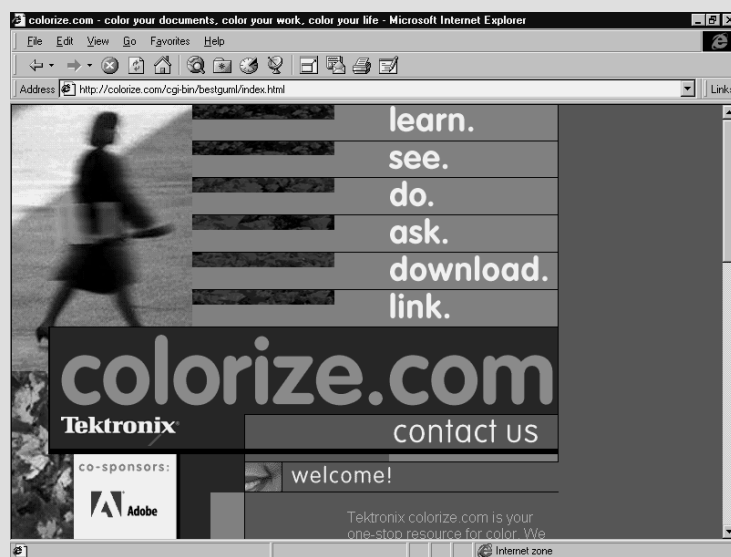 colorize.com - color your documents, color your work, color your life - Microsoft Internet Explorer
File Edit View Go Favorites Help
Address http://colorize.com/cgi-bin/bestguml/index.html Links
learn.
see.
do.
ask.
download.
link.
colorize.com
Tektronix
contact us
co-sponsors:
welcome!
Adobe
Tektronix colorize.com is your
one-stop resource for color. We
Internet zone